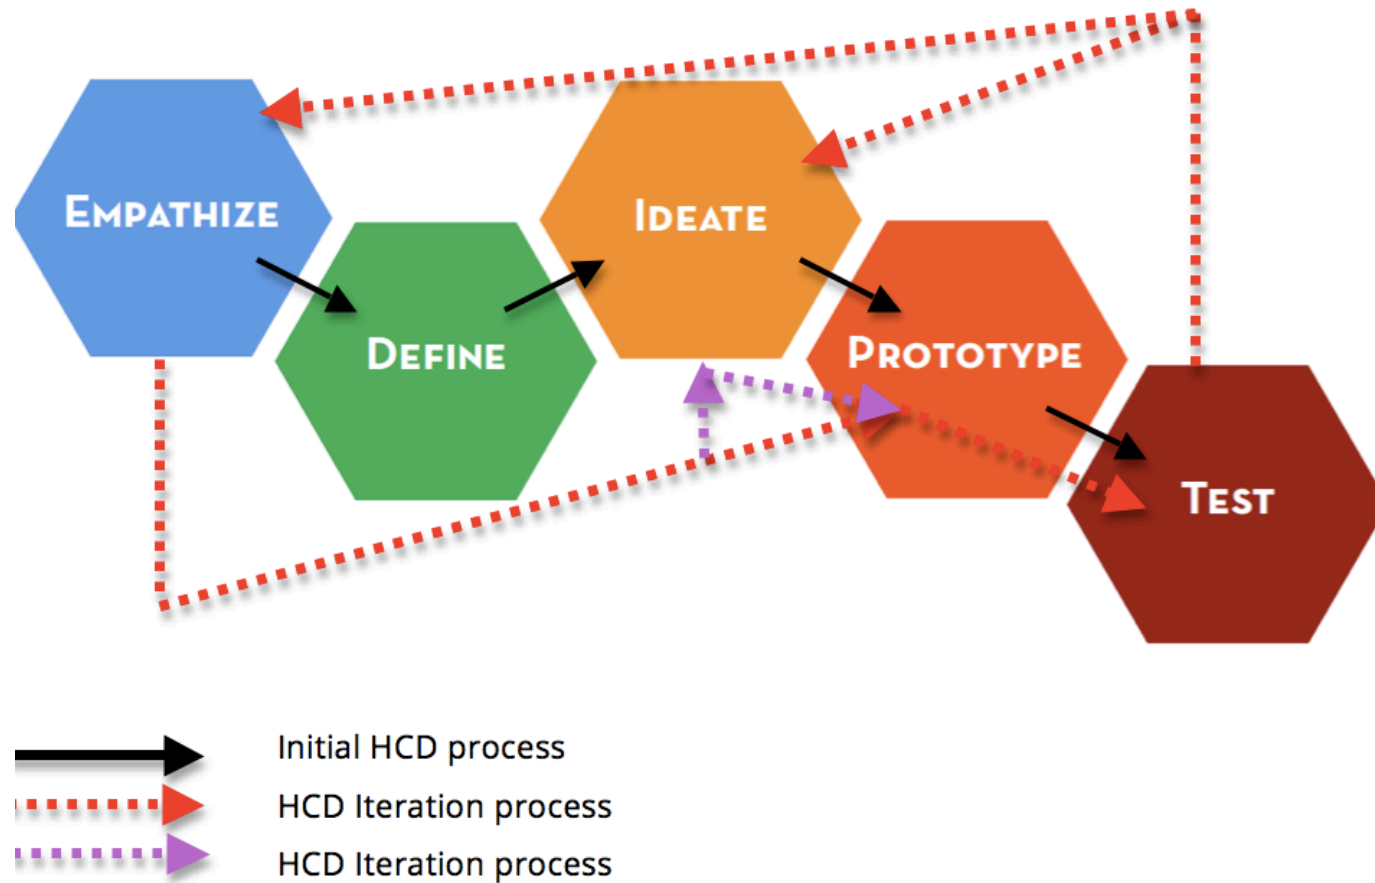 EMPATHIZE
DEFINE
IDEATE
PROTOTYPE
TEST
Initial HCD process
HCD Iteration process
HCD Iteration process